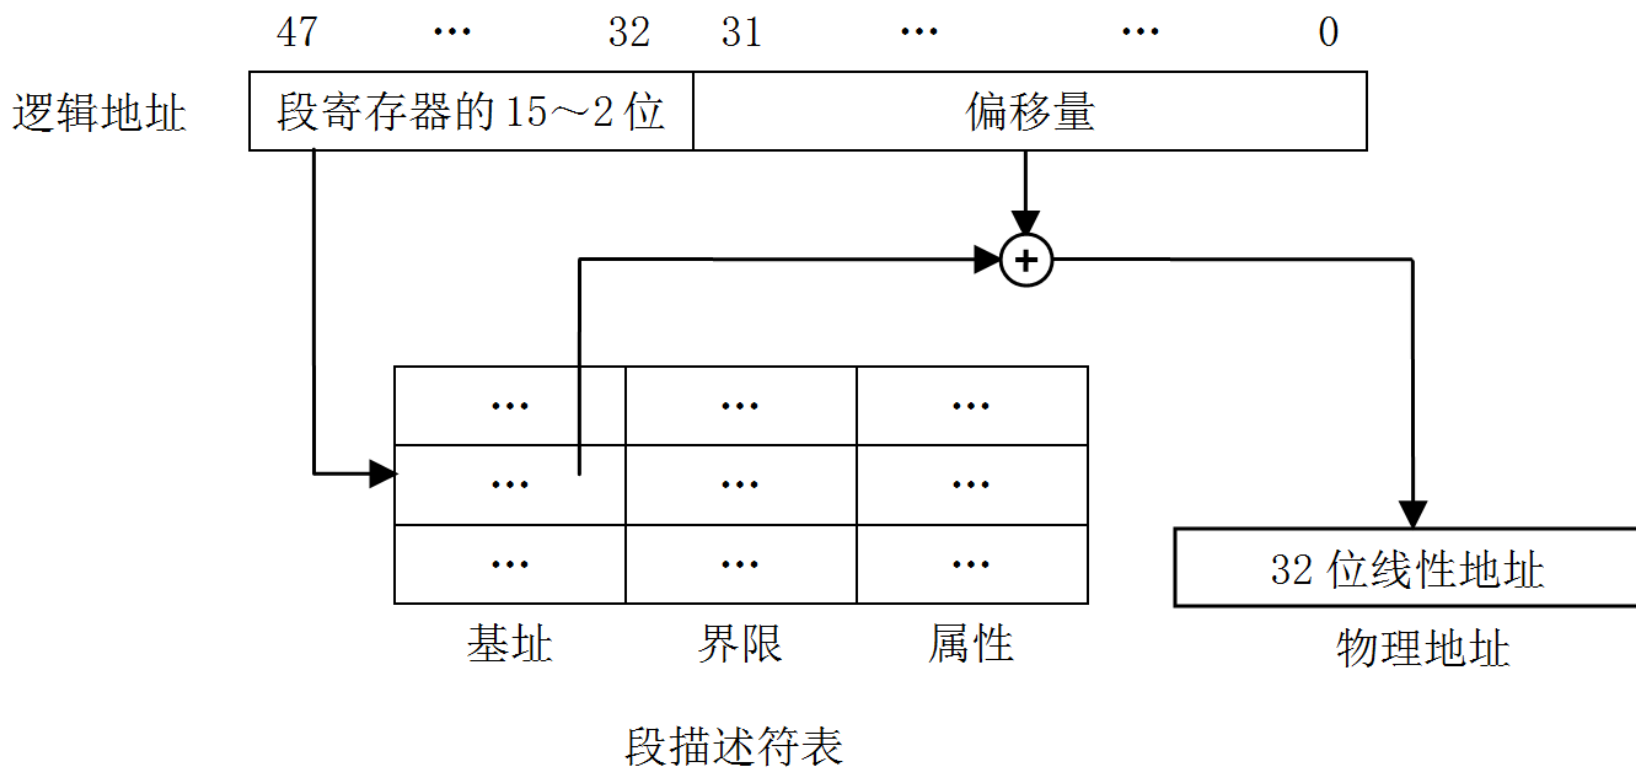 47 … 32 31 … … 0
逻辑地址 段寄存器的15～2位 偏移量
+
… … …
… … …
… … …
32位线性地址
基址 界限 属性 物理地址
段描述符表